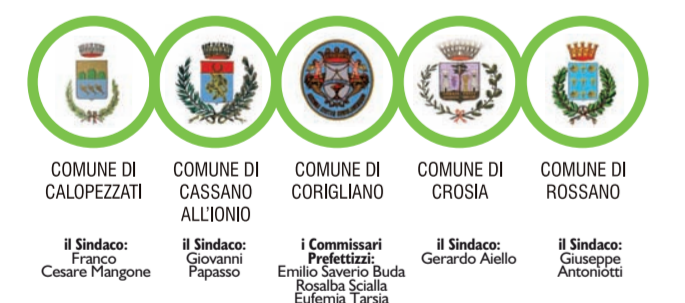 COMUNE DI
CALOPEZZATI
il Sindaco:
Franco
Cesare Mangone
COMUNE DI
CASSANO
ALL'IONIO
il Sindaco:
Giovanni
Papasso
COMUNE DI
CORIGLIANO
i Commissari
Prefettizi:
Emilio Saverio Buda
Rosalba Scialla
Eufemia Tarsia
COMUNE DI
CROSIA
il Sindaco:
Gerardo Aiello
COMUNE DI
ROSSANO
il Sindaco:
Giuseppe
Antoniotti